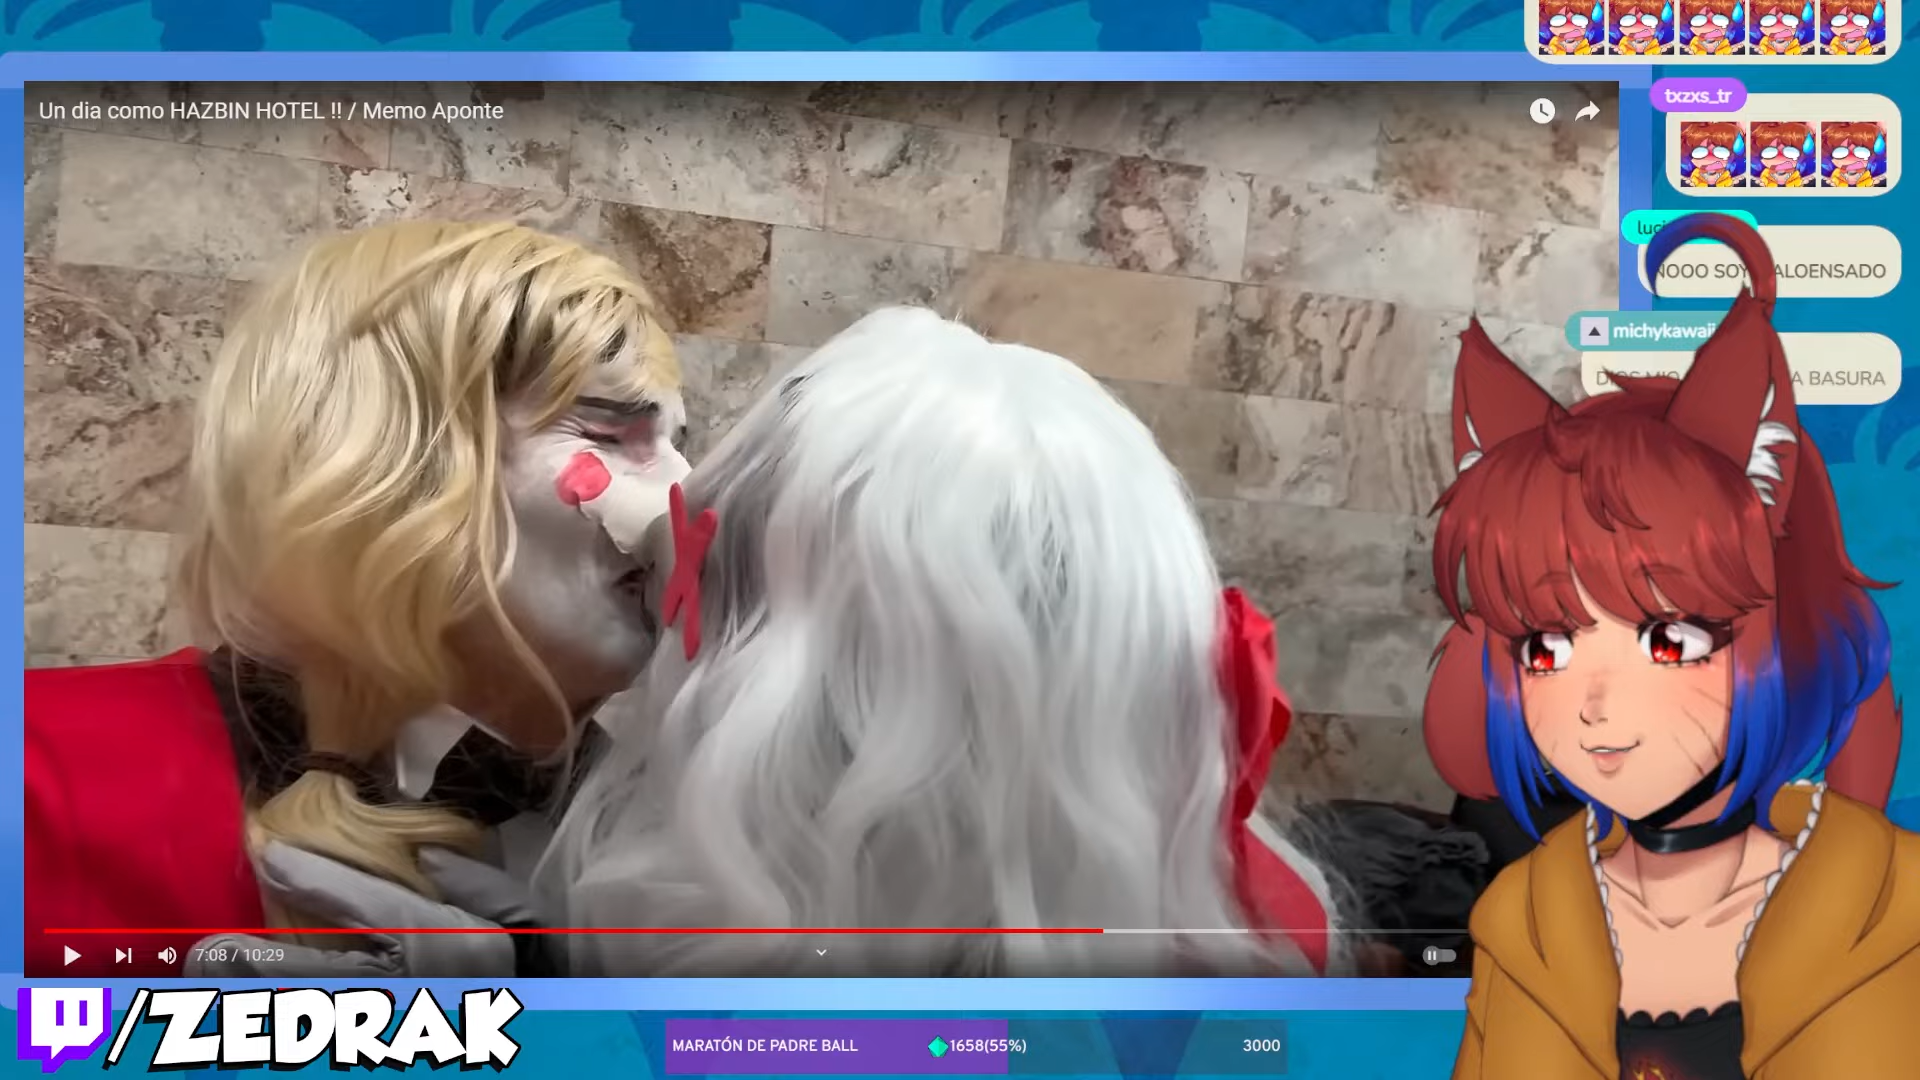 Un dia como HAZBIN HOTEL !! / Memo Aponte
txzxs_tr
NOOO SOY
michykawaii
A BASURA
7:08 / 10:29
/ZEDRAK
MARATÓN DE PADRE BALL
1658(55%)
3000